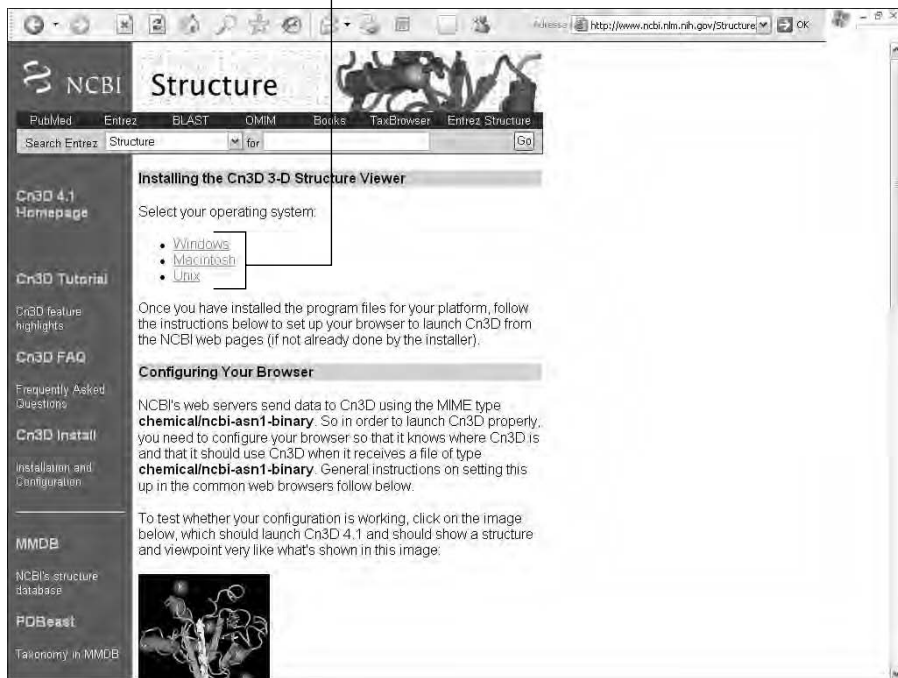 http://www.ncbi.nlm.nih.gov/Structure
OK
NCBI
Structure
PubMed Entrez BLAST OMIM Books TaxBrowser Entrez Structure
Search Entrez Structure for Go
Cn3D 4.1
Homepage
Cn3D Tutorial
Cn3D feature
highlights
Cn3D FAQ
Frequently Asked
Questions
Cn3D Install
Installation and
Configuration
MMDB
NCBI's structure
database
PDBeast
Taxonomy in MMDB
Installing the Cn3D 3-D Structure Viewer
Select your operating system:
• Windows
• Macintosh
• Unix
Once you have installed the program files for your platform, follow
the instructions below to set up your browser to launch Cn3D from
the NCBI web pages (if not already done by the installer).
Configuring Your Browser
NCBI's web servers send data to Cn3D using the MIME type
chemical/ncbi-asn1-binary. So in order to launch Cn3D properly,
you need to configure your browser so that it knows where Cn3D is
and that it should use Cn3D when it receives a file of type
chemical/ncbi-asn1-binary. General instructions on setting this
up in the common web browsers follow below.
To test whether your configuration is working, click on the image
below, which should launch Cn3D 4.1 and should show a structure
and viewpoint very like what's shown in this image: